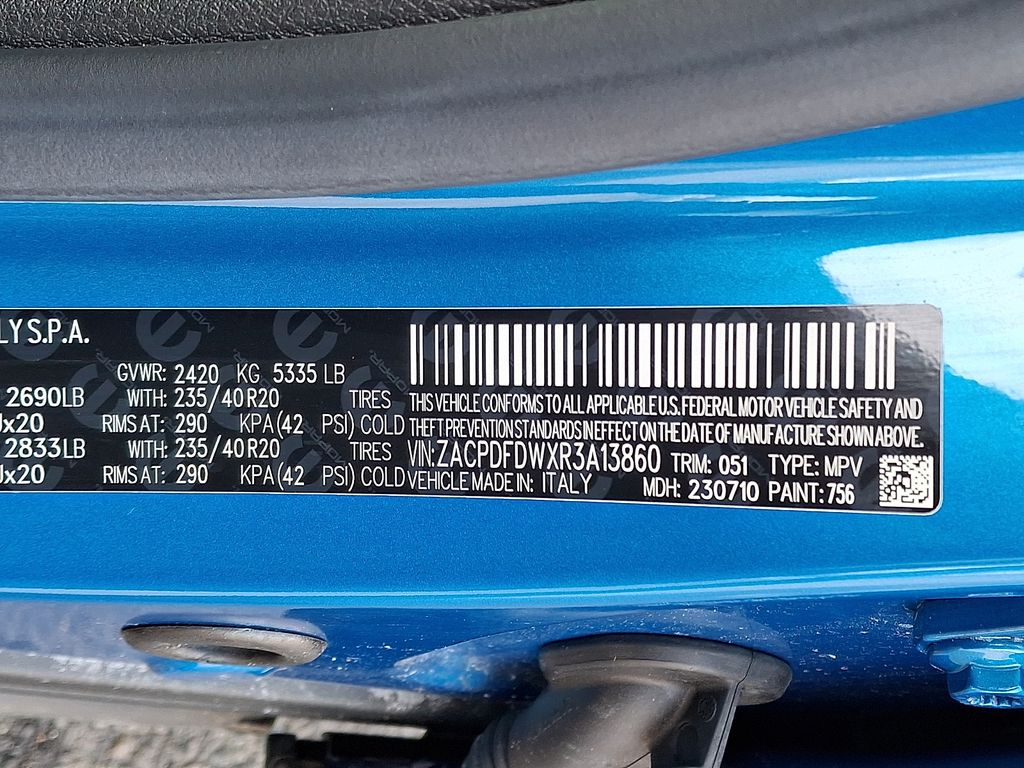 LY S.P.A.
GVWR: 2420 KG 5335 LB
2690LB WITH: 235/40R20 TIRES
Jx20 RIMS AT: 290 KPA(42 PSI) COLD
2833LB WITH: 235/40R20 TIRES
Jx20 RIMS AT: 290 KPA(42 PSI) COLD
THIS VEHICLE CONFORMS TO ALL APPLICABLE U.S. FEDERAL MOTOR VEHICLE SAFETY AND
THEFT PREVENTION STANDARDS IN EFFECT ON THE DATE OF MANUFACTURE SHOWN ABOVE.
VIN:ZACPDFDWXR3A13860 TRIM: 051 TYPE: MPV
VEHICLE MADE IN: ITALY MDH: 230710 PAINT:756